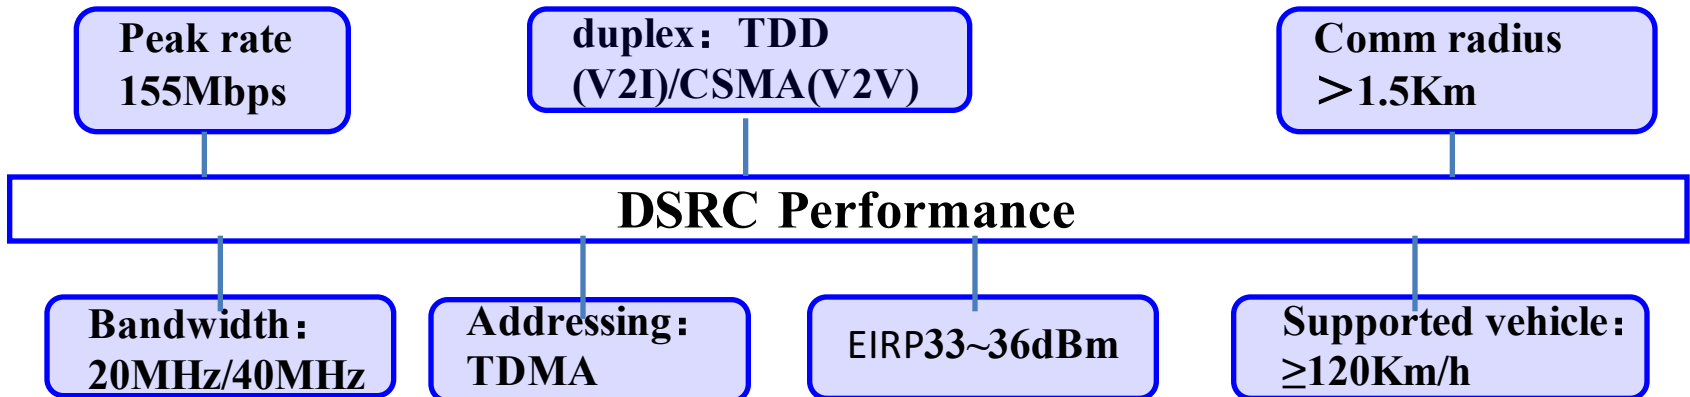 Peak rate
155Mbps
duplex：TDD
(V2I)/CSMA(V2V)
Comm radius
＞1.5Km
DSRC Performance
Bandwidth：
20MHz/40MHz
Addressing：
TDMA
EIRP33~36dBm
Supported vehicle：
≥120Km/h